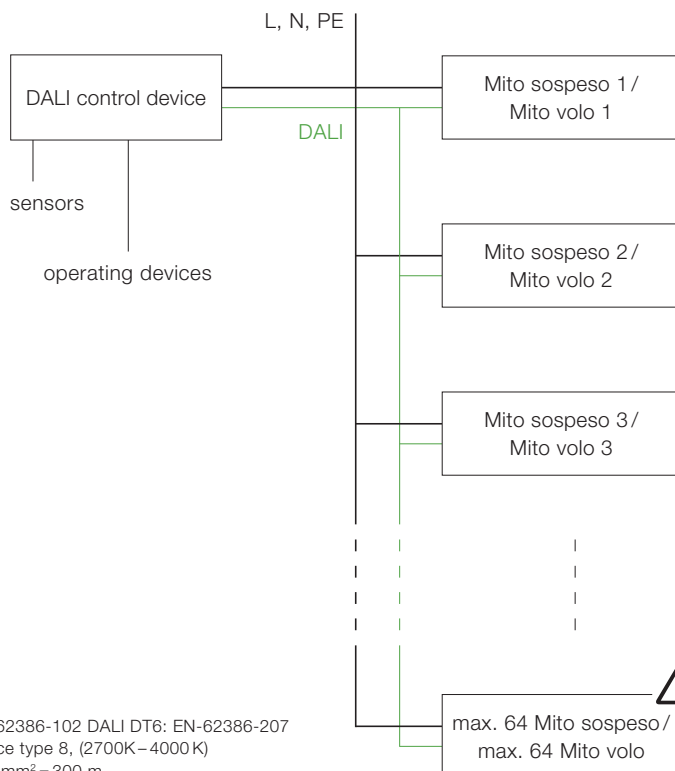 L, N, PE
DALI control device
Mito sospeso 1/
Mito volo 1
DALI
sensors
operating devices
Mito sospeso 2/
Mito volo 2
Mito sospeso 3/
Mito volo 3
max. 64 Mito sospeso/
max. 64 Mito volo
62386-102 DALI DT6: EN-62386-207
type 8, (2700K–4000 K)
mm² – 300 m